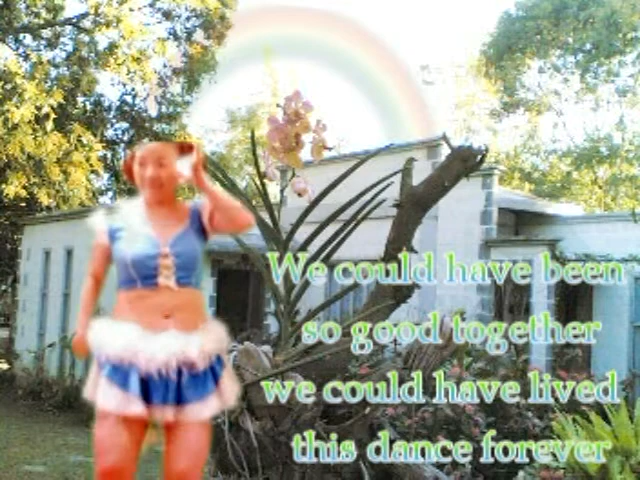 We could have been
so good together
we could have lived
this dance forever